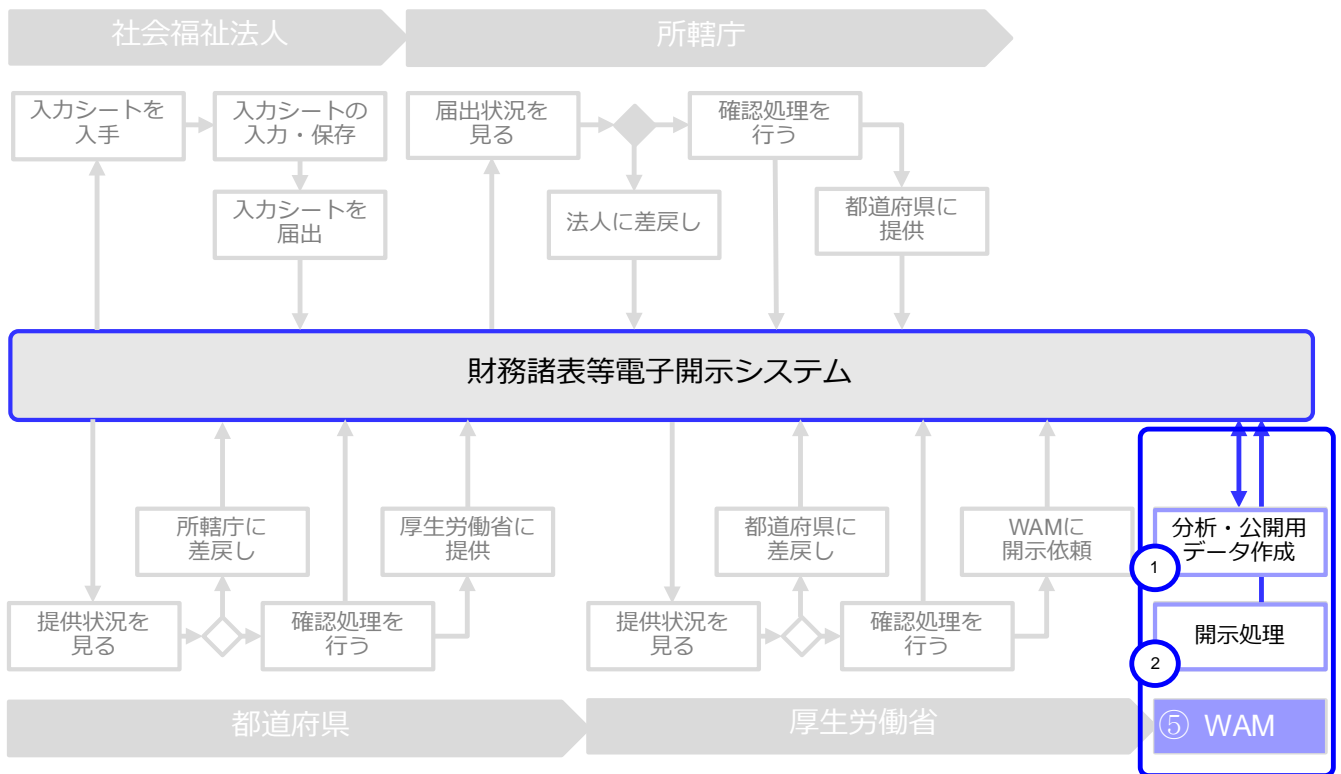 社会福祉法人
所轄庁
入力シートを
入手
入力シートの
入力・保存
入力シートを
届出
届出状況を
見る
法人に差戻し
確認処理を
行う
都道府県に
提供
財務諸表等電子開示システム
提供状況を
見る
所轄庁に
差戻し
確認処理を
行う
厚生労働省に
提供
提供状況を
見る
都道府県に
差戻し
確認処理を
行う
WAMに
開示依頼
分析・公開用
データ作成
1
開示処理
2
都道府県
厚生労働省
⑤ WAM